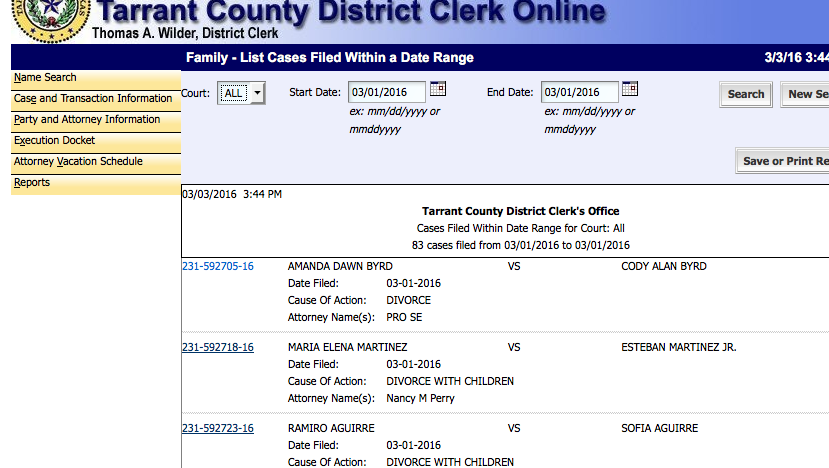 Tarrant County District Clerk Online
Thomas A. Wilder, District Clerk
Family - List Cases Filed Within a Date Range 3/3/16 3:44
Name Search
Case and Transaction Information
Party and Attorney Information
Execution Docket
Attorney Vacation Schedule
Reports
Court: ALL Start Date: 03/01/2016 End Date: 03/01/2016 Search New Se
ex: mm/dd/yyyy or ex: mm/dd/yyyy or
mmddyyyy mmddyyyy
Save or Print Re
03/03/2016 3:44 PM
Tarrant County District Clerk's Office
Cases Filed Within Date Range for Court: All
83 cases filed from 03/01/2016 to 03/01/2016
231-592705-16 AMANDA DAWN BYRD VS CODY ALAN BYRD
Date Filed: 03-01-2016
Cause Of Action: DIVORCE
Attorney Name(s): PRO SE
231-592718-16 MARIA ELENA MARTINEZ VS ESTEBAN MARTINEZ JR.
Date Filed: 03-01-2016
Cause Of Action: DIVORCE WITH CHILDREN
Attorney Name(s): Nancy M Perry
231-592723-16 RAMIRO AGUIRRE VS SOFIA AGUIRRE
Date Filed: 03-01-2016
Cause Of Action: DIVORCE WITH CHILDREN